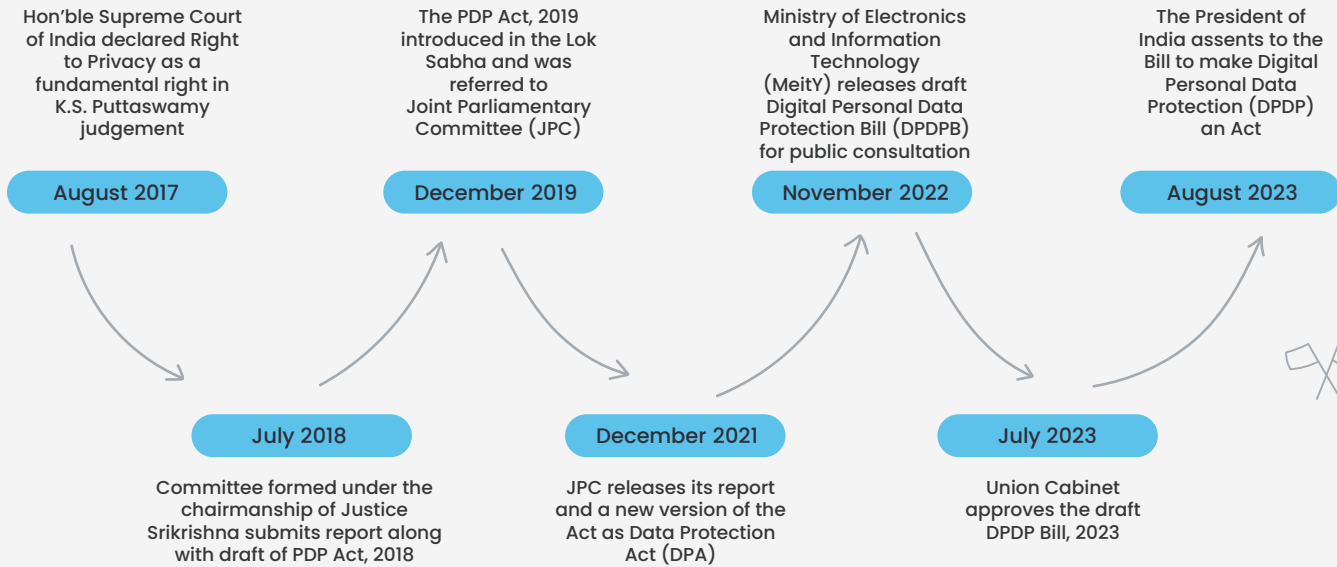 Hon'ble Supreme Court
of India declared Right
to Privacy as a
fundamental right in
K.S. Puttaswamy
judgement
August 2017
July 2018
Committee formed under the
chairmanship of Justice
Srikrishna submits report along
with draft of PDP Act, 2018
The PDP Act, 2019
introduced in the Lok
Sabha and was
referred to
Joint Parliamentary
Committee (JPC)
December 2019
December 2021
JPC releases its report
and a new version of the
Act as Data Protection
Act (DPA)
Ministry of Electronics
and Information
Technology
(MeitY) releases draft
Digital Personal Data
Protection Bill (DPDPB)
for public consultation
November 2022
July 2023
Union Cabinet
approves the draft
DPDP Bill, 2023
The President of
India assents to the
Bill to make Digital
Personal Data
Protection (DPDP)
an Act
August 2023